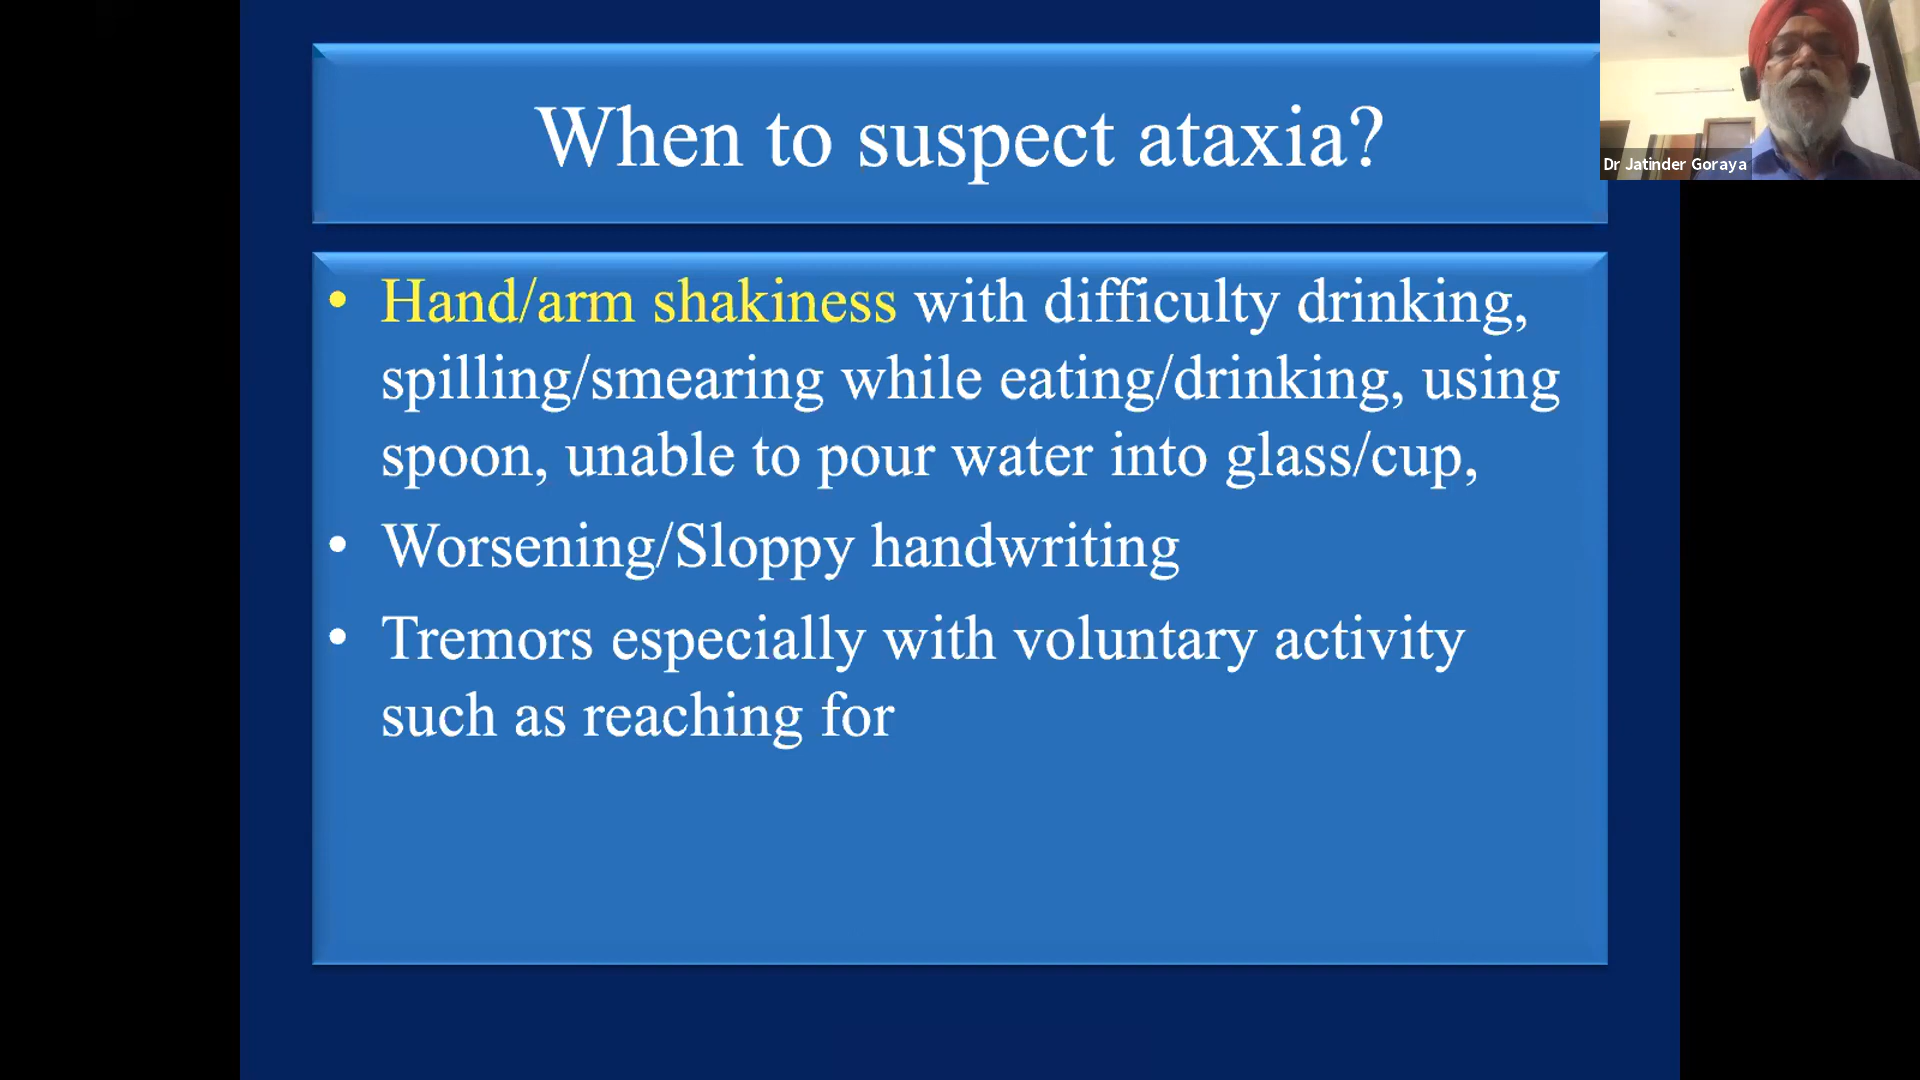 When to suspect ataxia?
Dr Jatinder Goraya
• Hand/arm shakiness with difficulty drinking,
spilling/smearing while eating/drinking, using
spoon, unable to pour water into glass/cup,
• Worsening/Sloppy handwriting
• Tremors especially with voluntary activity
such as reaching for